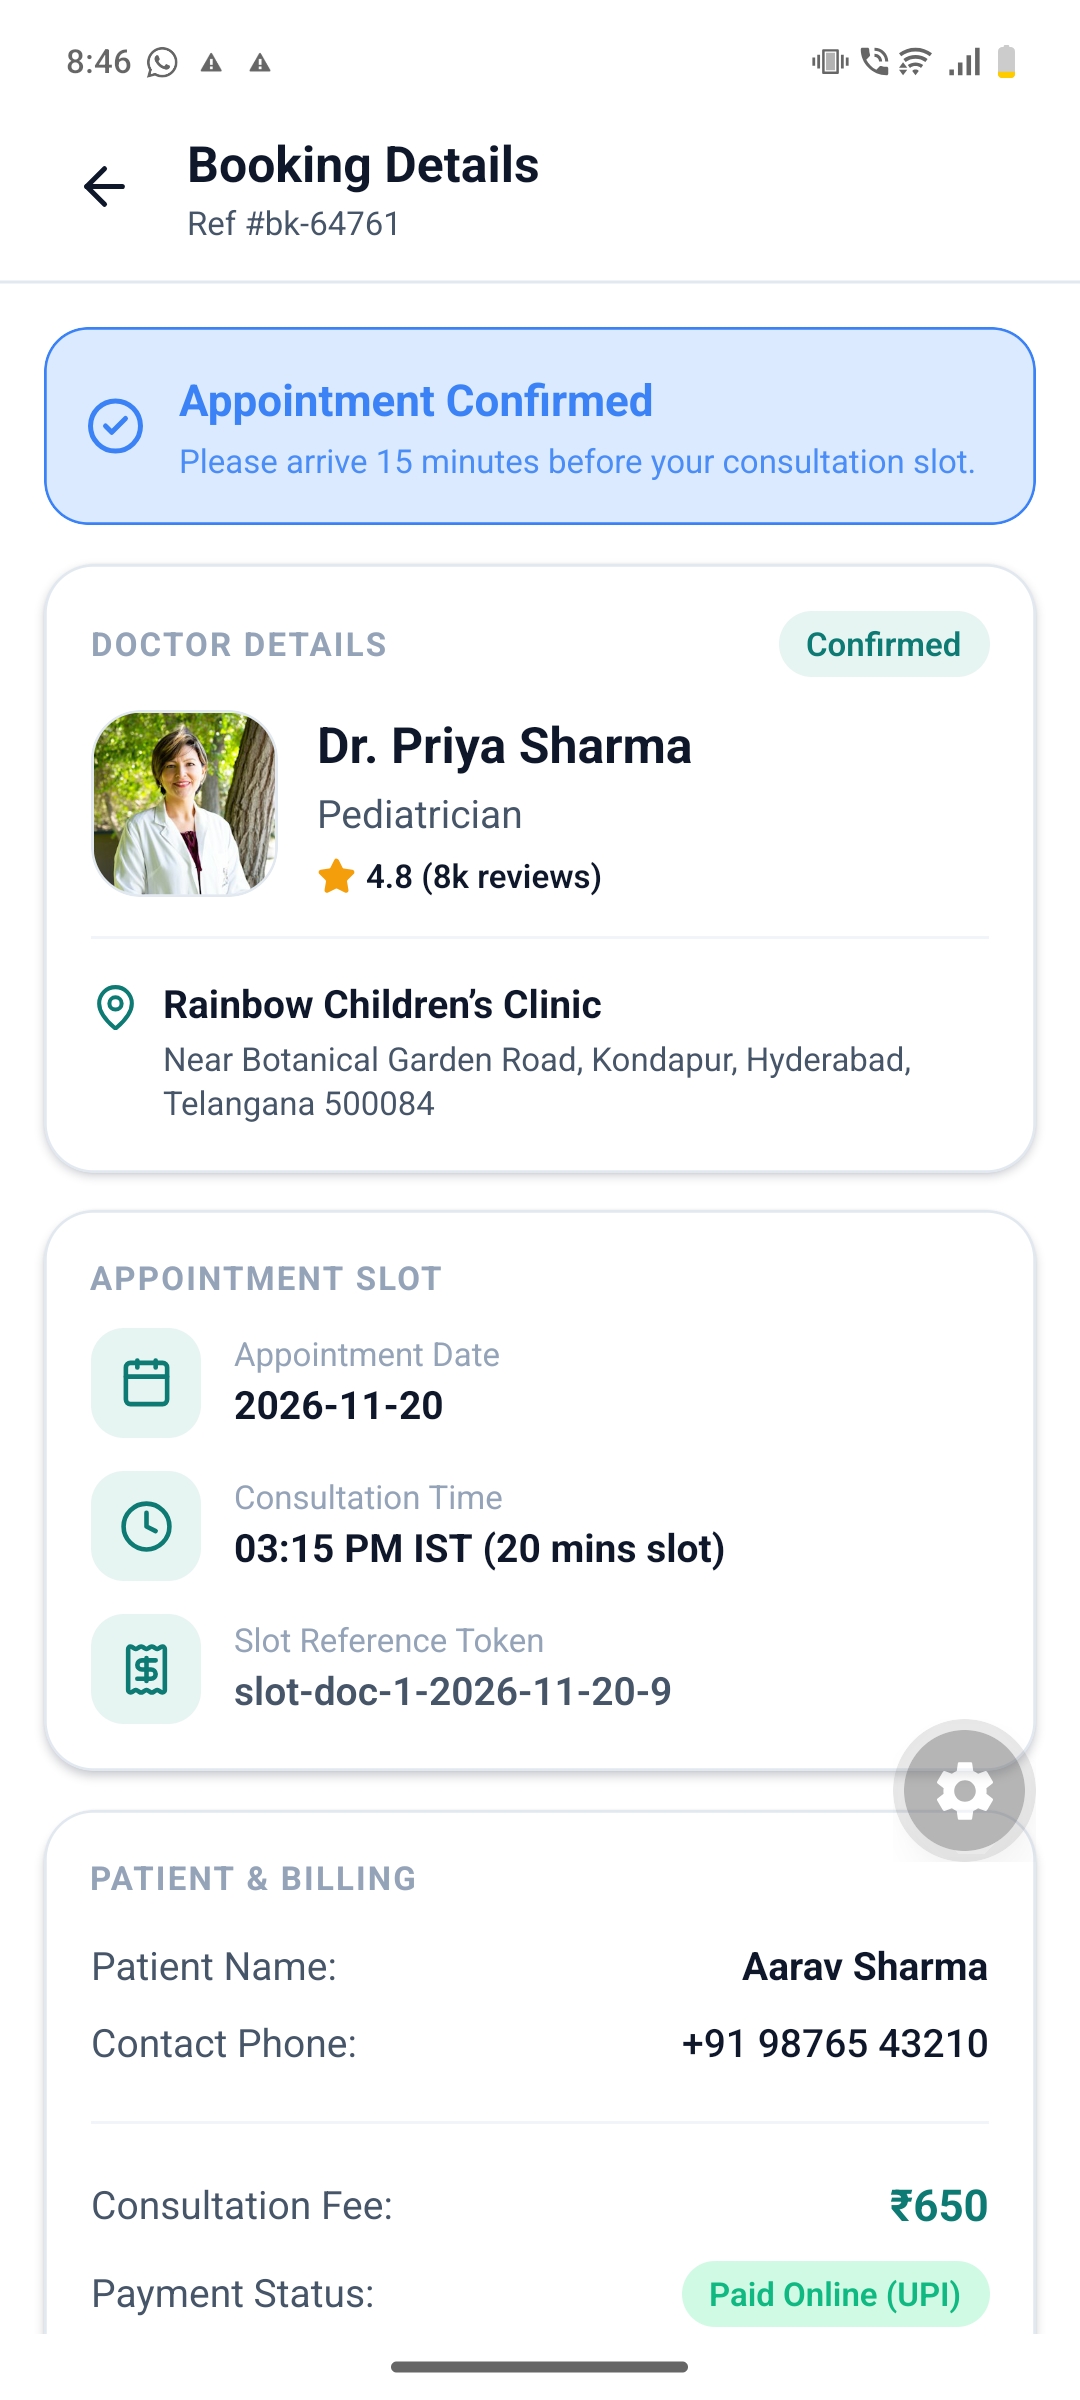 8:46
Booking Details
Ref #bk-64761
Appointment Confirmed
Please arrive 15 minutes before your consultation slot.
DOCTOR DETAILS
Confirmed
Dr. Priya Sharma
Pediatrician
4.8 (8k reviews)
Rainbow Children’s Clinic
Near Botanical Garden Road, Kondapur, Hyderabad,
Telangana 500084
APPOINTMENT SLOT
Appointment Date
2026-11-20
Consultation Time
03:15 PM IST (20 mins slot)
Slot Reference Token
slot-doc-1-2026-11-20-9
PATIENT & BILLING
Patient Name: Aarav Sharma
Contact Phone: +91 98765 43210
Consultation Fee: ₹650
Payment Status: Paid Online (UPI)